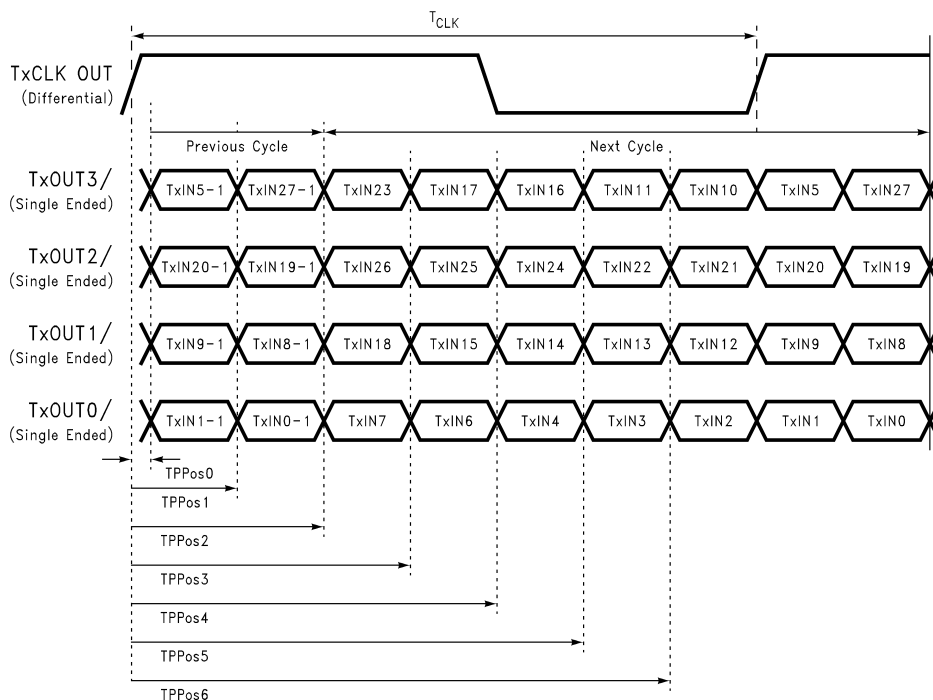 TCLK
TxCLK OUT
(Differential)
Previous Cycle
Next Cycle
TxOUT3/
(Single Ended)
TxIN5-1 TxIN27-1 TxIN23 TxIN17 TxIN16 TxIN11 TxIN10 TxIN5 TxIN27
TxOUT2/
(Single Ended)
TxIN20-1 TxIN19-1 TxIN26 TxIN25 TxIN24 TxIN22 TxIN21 TxIN20 TxIN19
TxOUT1/
(Single Ended)
TxIN9-1 TxIN8-1 TxIN18 TxIN15 TxIN14 TxIN13 TxIN12 TxIN9 TxIN8
TxOUT0/
(Single Ended)
TxIN1-1 TxIN0-1 TxIN7 TxIN6 TxIN4 TxIN3 TxIN2 TxIN1 TxIN0
TPPos0
TPPos1
TPPos2
TPPos3
TPPos4
TPPos5
TPPos6